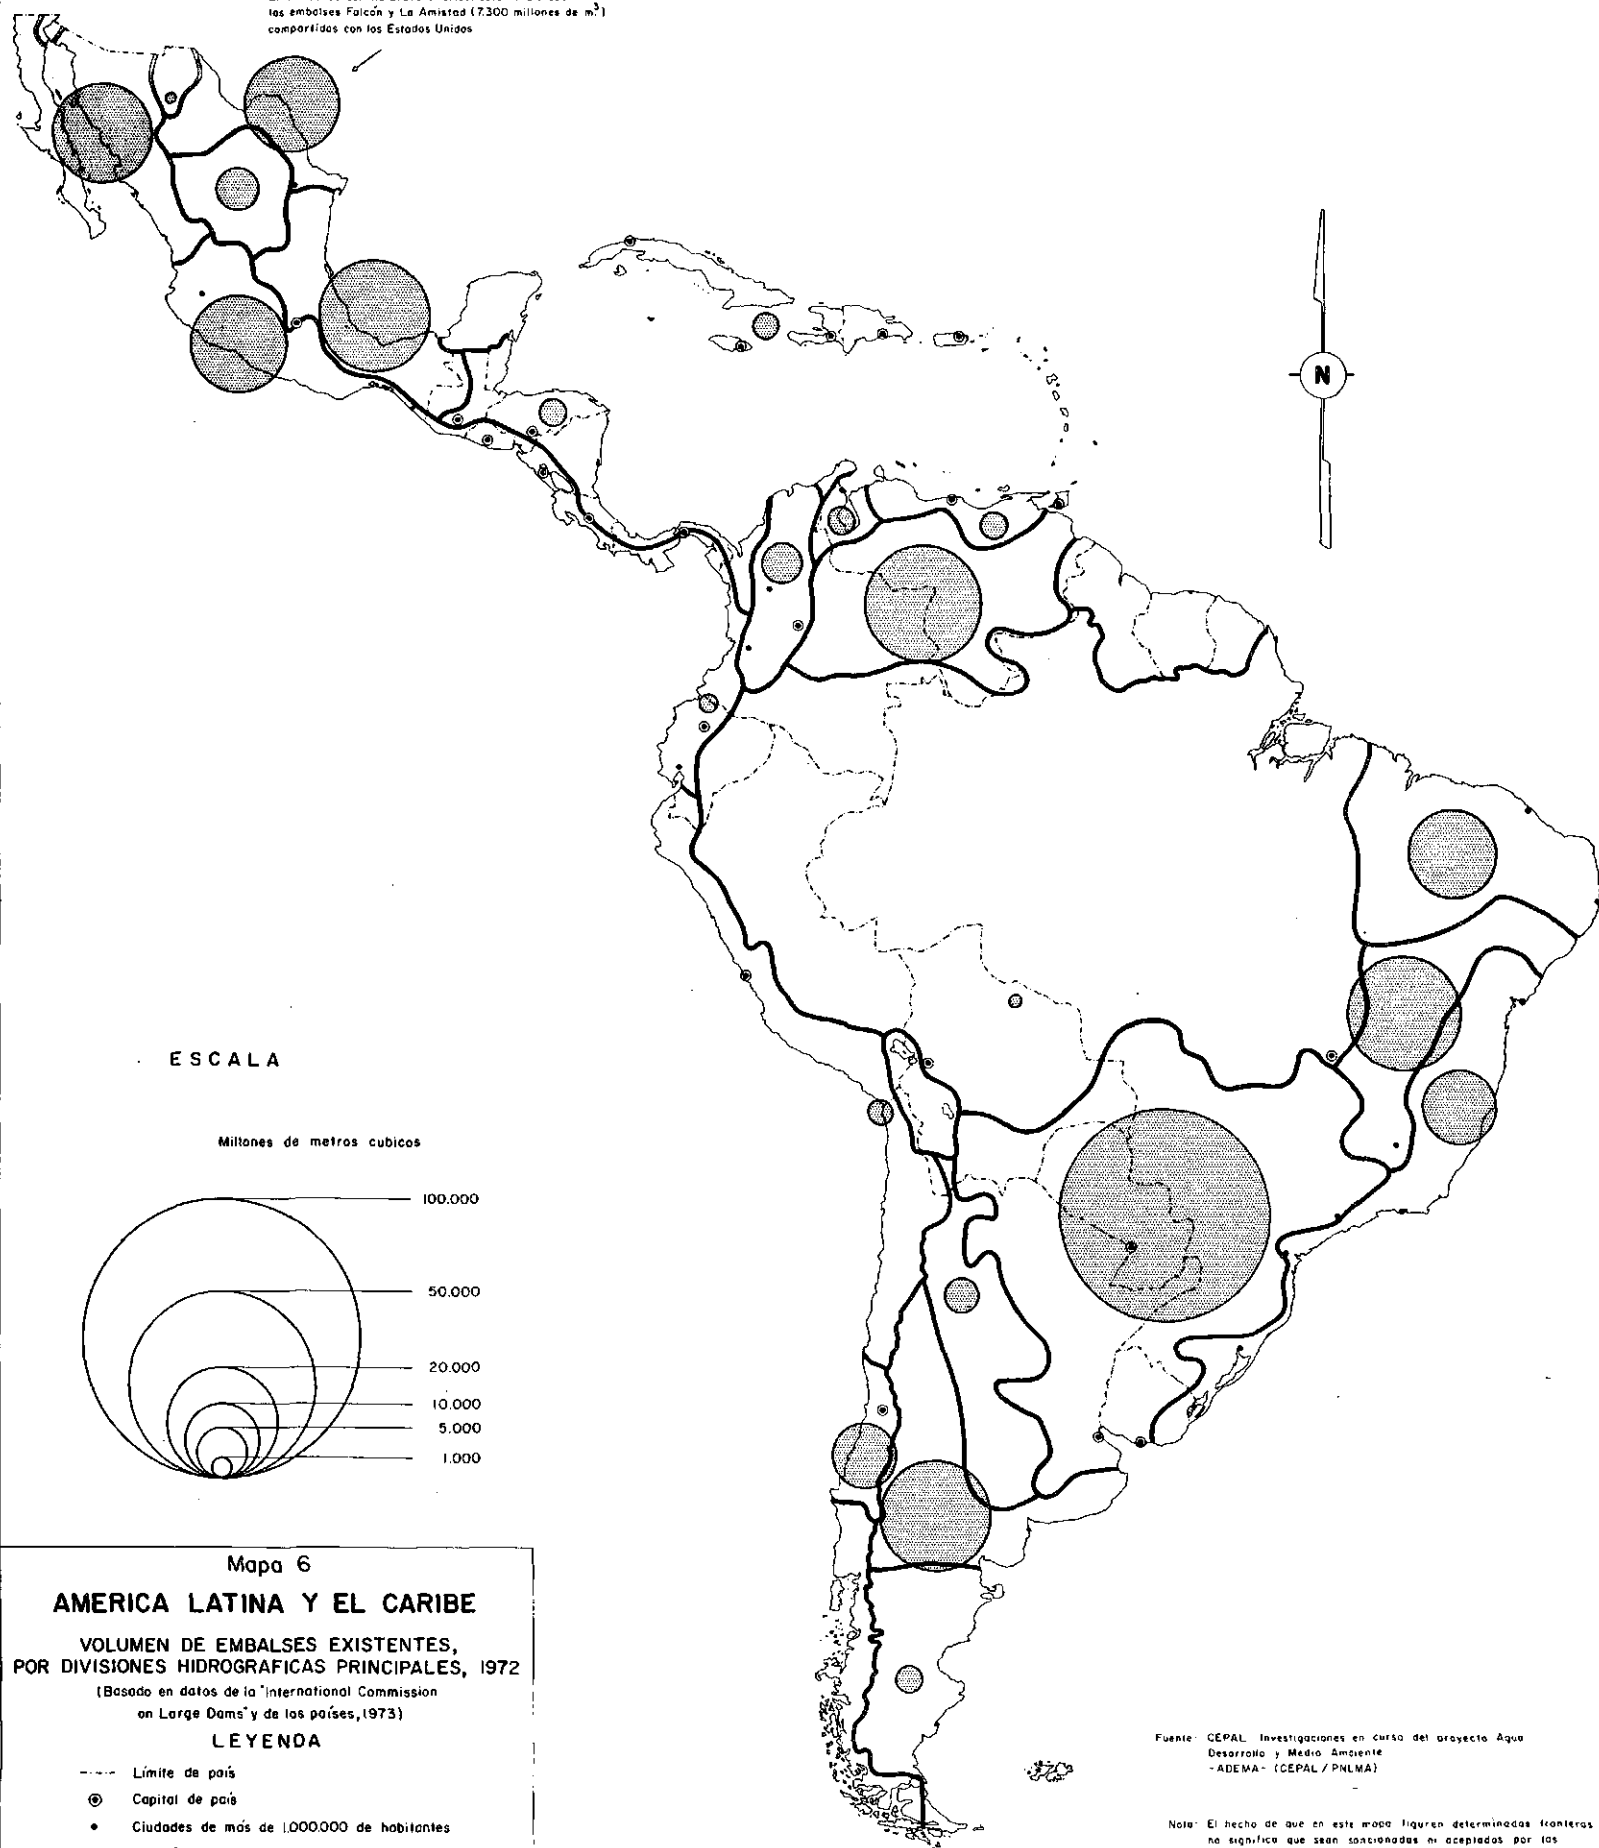 los embalses Falcón y La Amistad (7.300 millones de m³)
compartidas con los Estados Unidos
N
ESCALA
Millones de metros cubicos
100.000
50.000
20.000
10.000
5.000
1.000
Mapa 6
AMERICA LATINA Y EL CARIBE
VOLUMEN DE EMBALSES EXISTENTES,
POR DIVISIONES HIDROGRAFICAS PRINCIPALES, 1972
(Basado en datos de la "International Commission
on Large Dams" y de los países, 1973)
LEYENDA
Límite de país
Capital de país
Ciudades de más de 1.000.000 de habitantes
Fuente: CEPAL Investigaciones en curso del proyecto Agua
Desarrollo y Medio Ambiente
-ADEMA- (CEPAL / PNUMA)
Nota: El hecho de que en este mapa figuren determinadas fronteras
no significa que sean sancionadas ni aceptadas por las